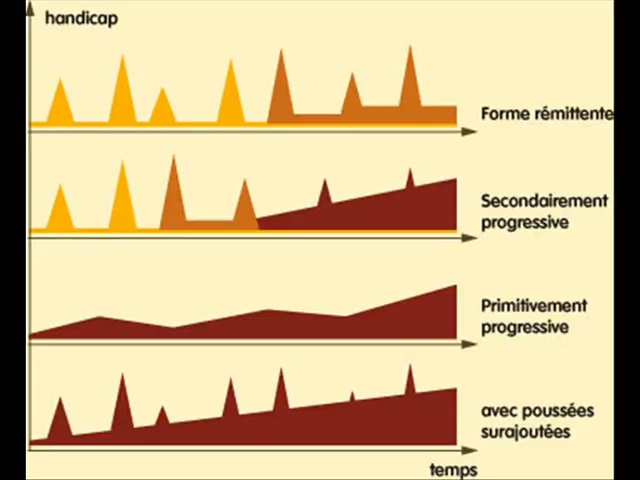 handicap
Forme rémittente
Secondairement
progressive
Primitivement
progressive
avec poussées
surajoutées
temps